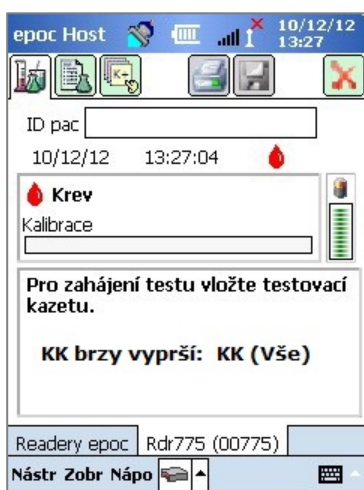 epoc Host 10/12/12
13:27
K+
ID pac
10/12/12 13:27:04
Krev
Kalibrace
Pro zahájení testu vložte testovací
kazetu.
KK brzy vyprší: KK (Vše)
Readery epoc Rdr775 (00775)
Nástr Zobr Nápo